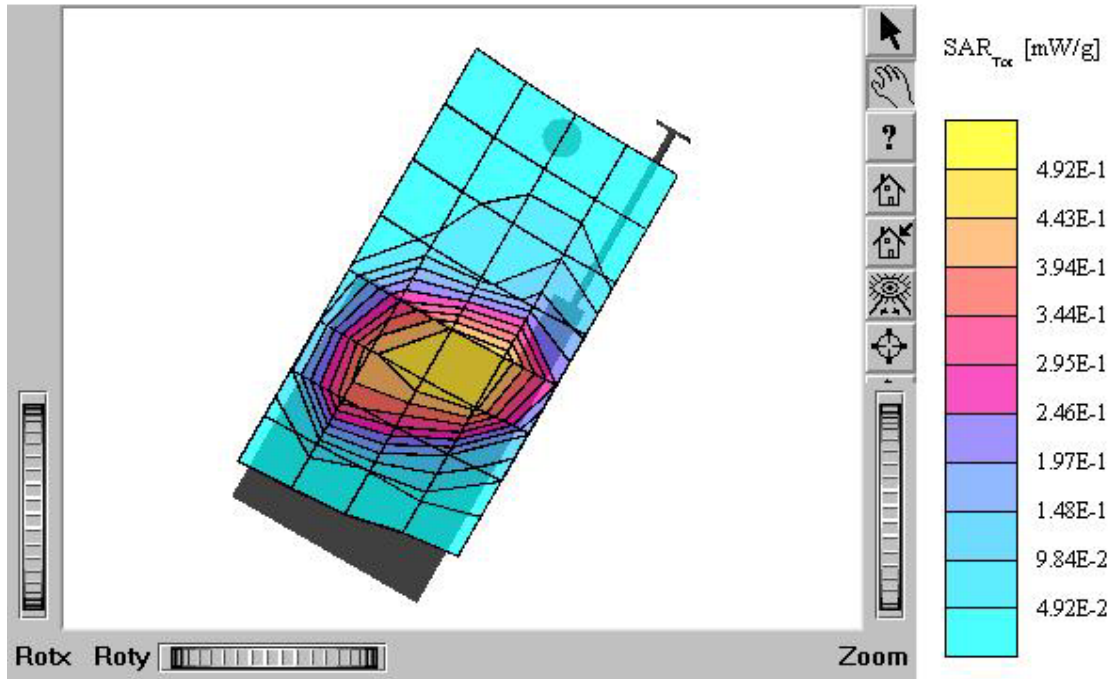 SAR_Tot [mW/g]
?
4.92E-1
4.43E-1
3.94E-1
3.44E-1
2.95E-1
2.46E-1
1.97E-1
1.48E-1
9.84E-2
4.92E-2
Rotx Roty Zoom